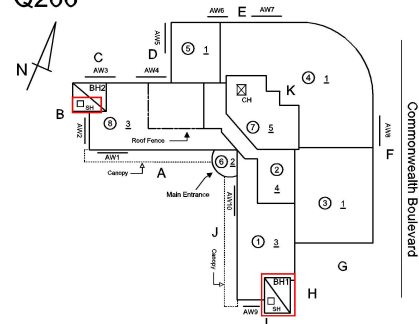 Q200
AW6 E AW7
N
C D AW5
5 1
AW3 AW4
BH2
B SH
AW2
8 3
4 1
K
CH
7 5
Roof Fence
AW1
Canopy A
Main Entrance
6 2
2
4
AW8
F
Commonwealth Boulevard
AW10
3 1
J
Canopy
1 3
G
BH1
SH
H
AW9
I